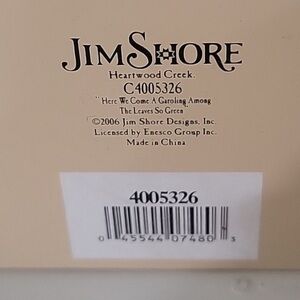 JIM SHORE
Heartwood Creek.
C4005326
"Here We Come A Caroling Among
The Leaves So Green"
©2006 Jim Shore Designs, Inc.
Licensed by Enesco Group Inc.
Made in China
4005326
0 45544 07480 3